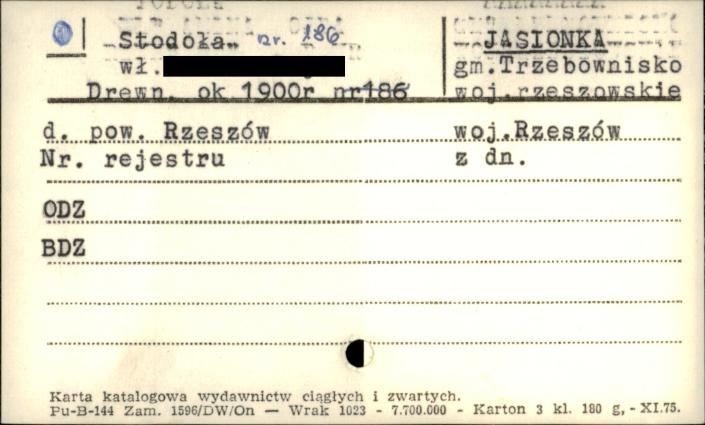 Stodoła nr. 186 JASIONKA
wł. gm.Trzebownisko
Drewn. ok 1900r nr186 woj.rzeszowskie
d. pow. Rzeszów woj.Rzeszów
Nr. rejestru z dn.
ODZ
BDZ
Karta katalogowa wydawnictw ciągłych i zwartych.
Pu-B-144 Zam. 1596/DW/On — Wrak 1023 - 7.700.000 - Karton 3 kl. 180 g, - XI.75.